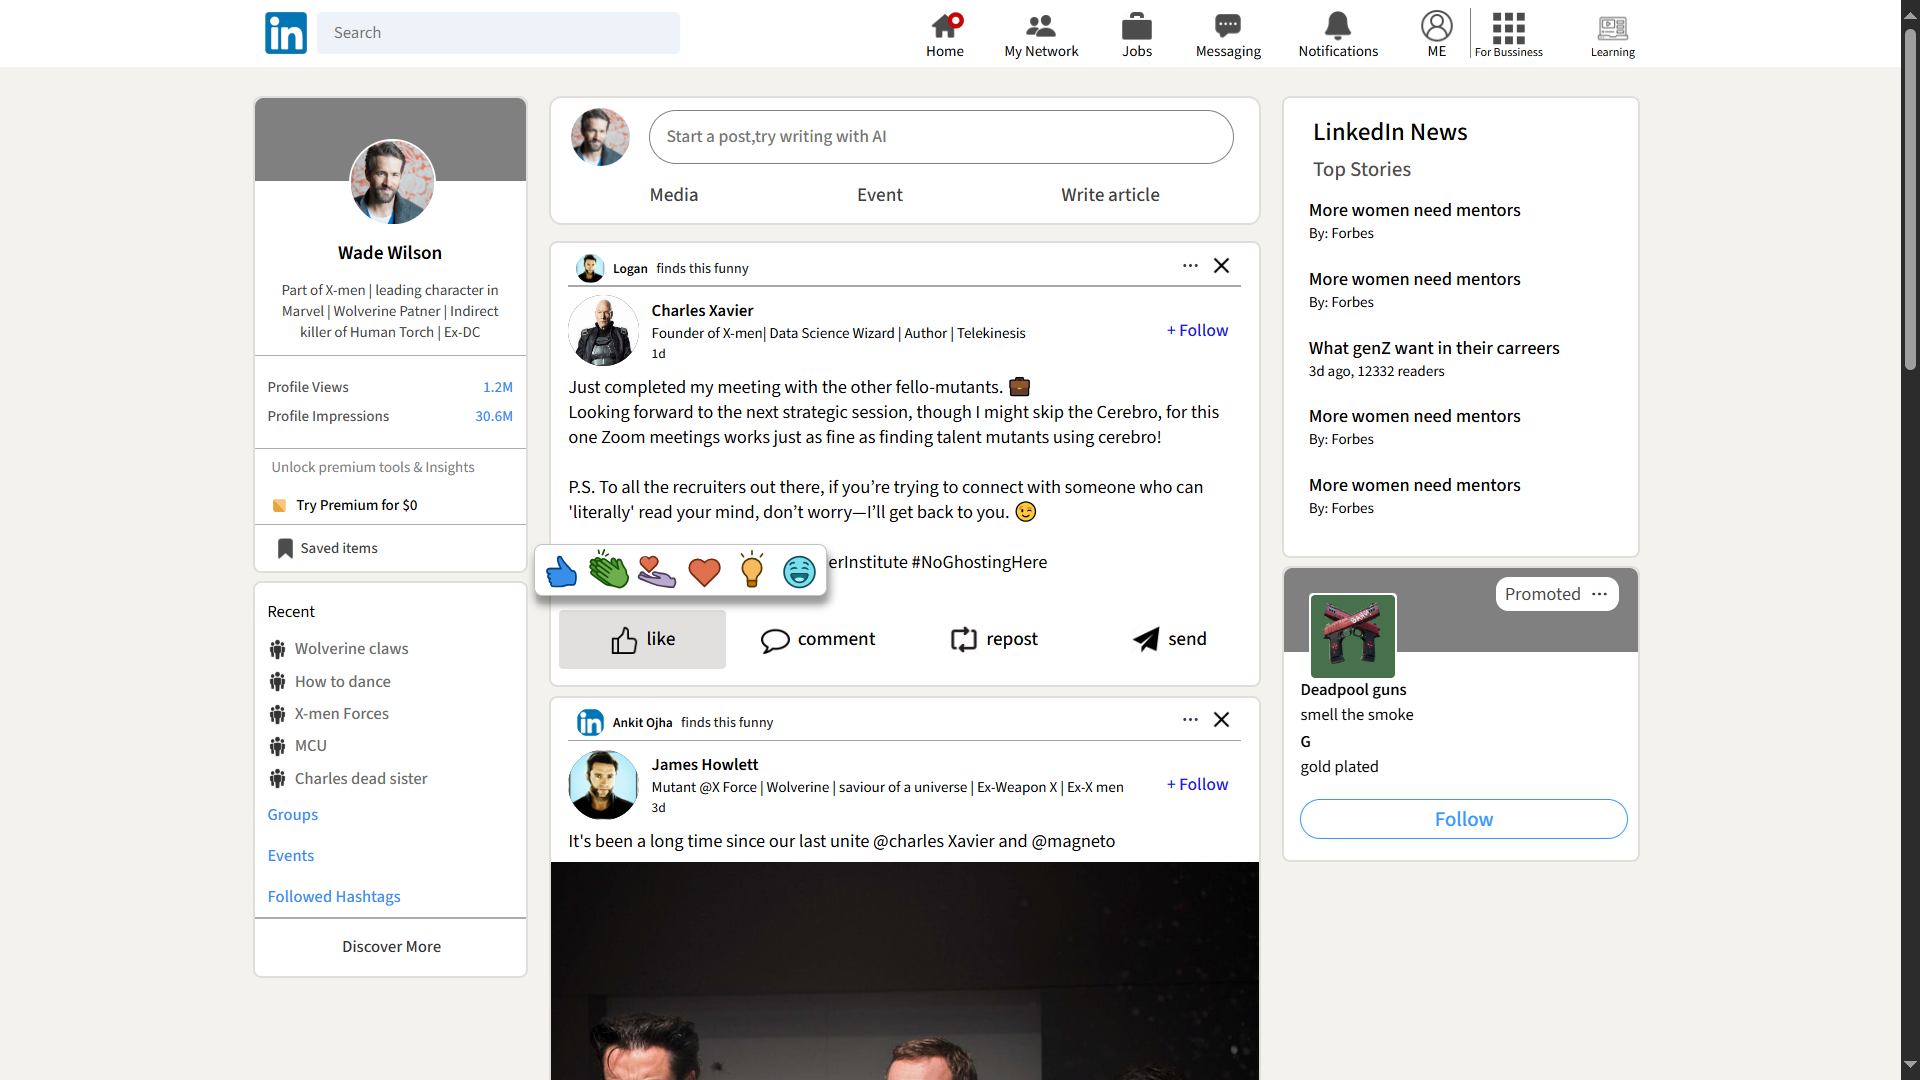 in
Search
Home
My Network
Jobs
Messaging
Notifications
ME
For Bussiness
Learning
Wade Wilson
Part of X-men | leading character in
Marvel | Wolverine Patner | Indirect
killer of Human Torch | Ex-DC
Profile Views 1.2M
Profile Impressions 30.6M
Unlock premium tools & Insights
Try Premium for $0
Saved items
Recent
Wolverine claws
How to dance
X-men Forces
MCU
Charles dead sister
Groups
Events
Followed Hashtags
Discover More
Start a post,try writing with AI
Media Event Write article
Logan finds this funny
Charles Xavier
Founder of X-men| Data Science Wizard | Author | Telekinesis
1d
+ Follow
Just completed my meeting with the other fello-mutants. 💼
Looking forward to the next strategic session, though I might skip the Cerebro, for this
one Zoom meetings works just as fine as finding talent mutants using cerebro!
P.S. To all the recruiters out there, if you’re trying to connect with someone who can
'literally' read your mind, don’t worry—I’ll get back to you. 😉
erInstitute #NoGhostingHere
like comment repost send
in
Ankit Ojha finds this funny
James Howlett
Mutant @X Force | Wolverine | saviour of a universe | Ex-Weapon X | Ex-X men
3d
+ Follow
It's been a long time since our last unite @charles Xavier and @magneto
LinkedIn News
Top Stories
More women need mentors
By: Forbes
More women need mentors
By: Forbes
What genZ want in their carreers
3d ago, 12332 readers
More women need mentors
By: Forbes
More women need mentors
By: Forbes
Promoted
Deadpool guns
smell the smoke
G
gold plated
Follow